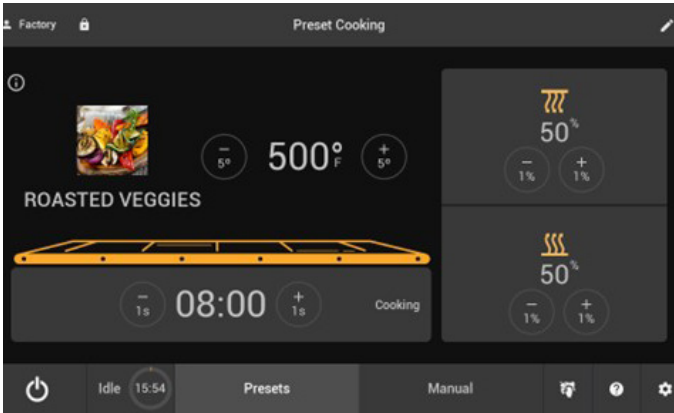 Factory
Preset Cooking
i
− 5° 500°F + 5°
ROASTED VEGGIES
50%
− 1% + 1%
50%
− 1% + 1%
− 1s 08:00 + 1s Cooking
Idle 15:54 Presets Manual ?